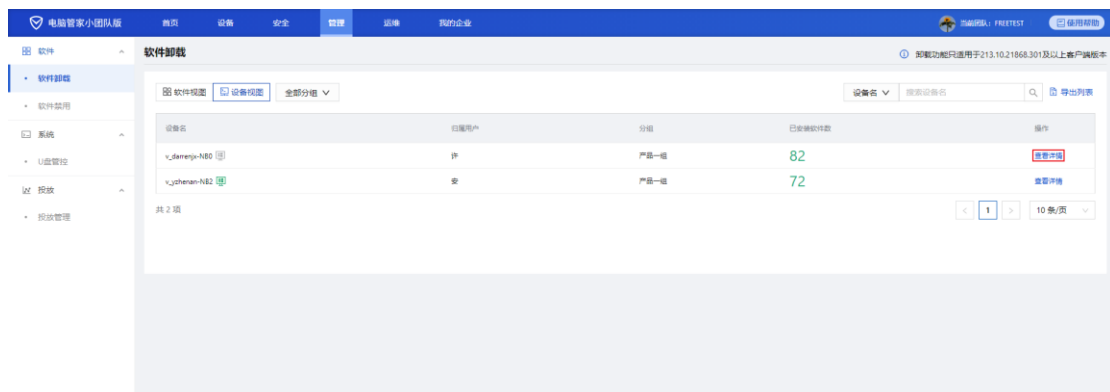 电脑管家小团队版 首页 设备 安全 管理 运维 我的企业 当前团队：FREETEST 使用帮助
软件
软件卸载
软件禁用
系统
U盘管控
投放
投放管理
软件卸载 卸载功能只适用于213.10.21868.301及以上客户端版本
软件视图 设备视图 全部分组 设备名 搜索设备名 导出列表
设备名 归属用户 分组 已安装软件数 操作
v_darrenjx-NB0 许 产品一组 82 查看详情
v_yzhenan-NB2 安 产品一组 72 查看详情
共 2 项 1 10 条/页